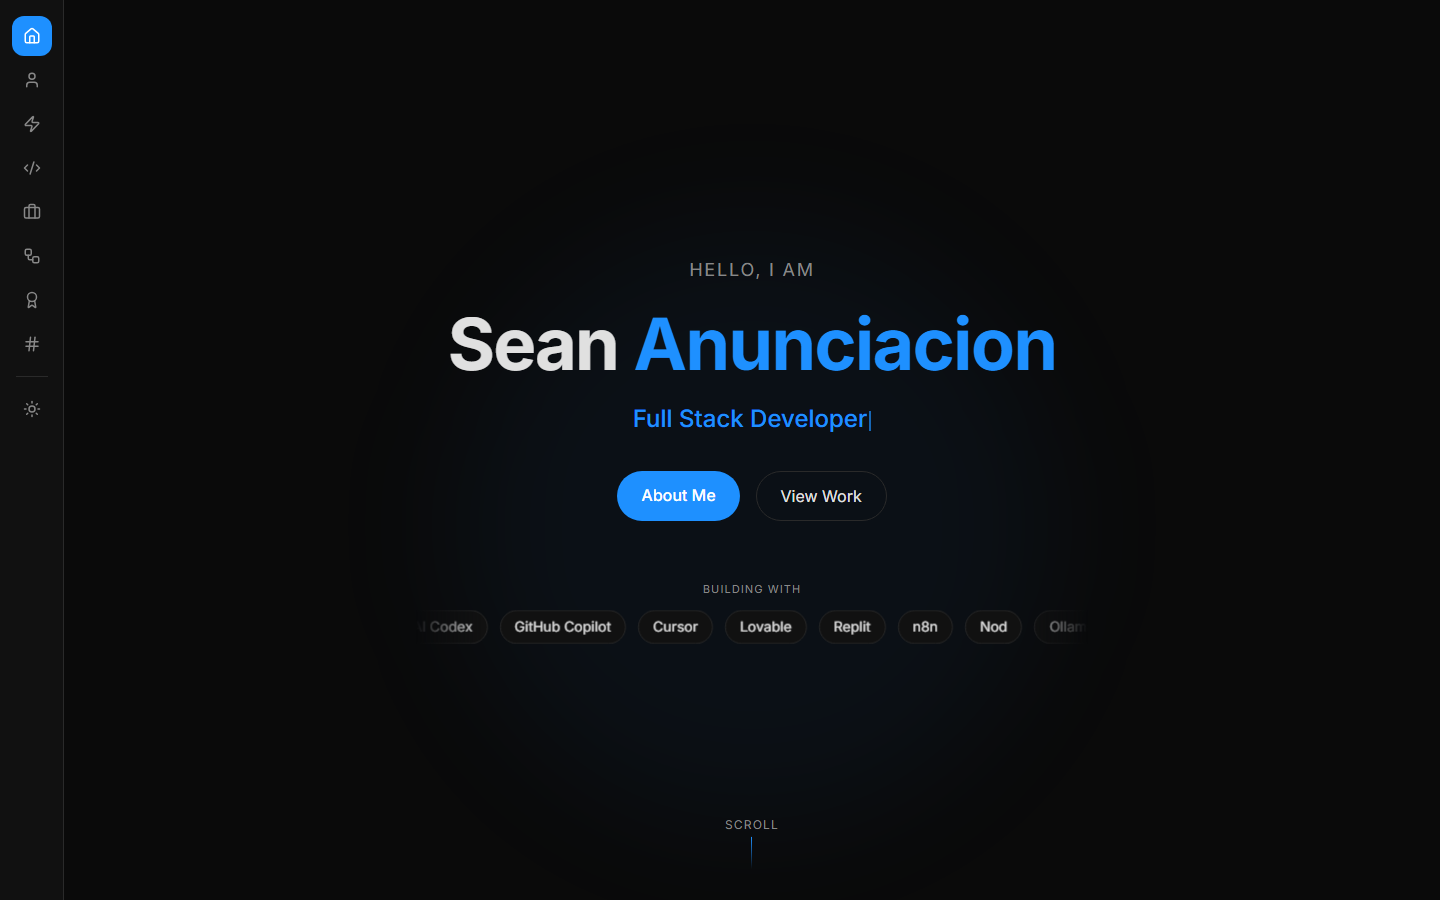 HELLO, I AM
Sean Anunciacion
Full Stack Developer
About Me
View Work
BUILDING WITH
Codex
GitHub Copilot
Cursor
Lovable
Replit
n8n
Nod
SCROLL